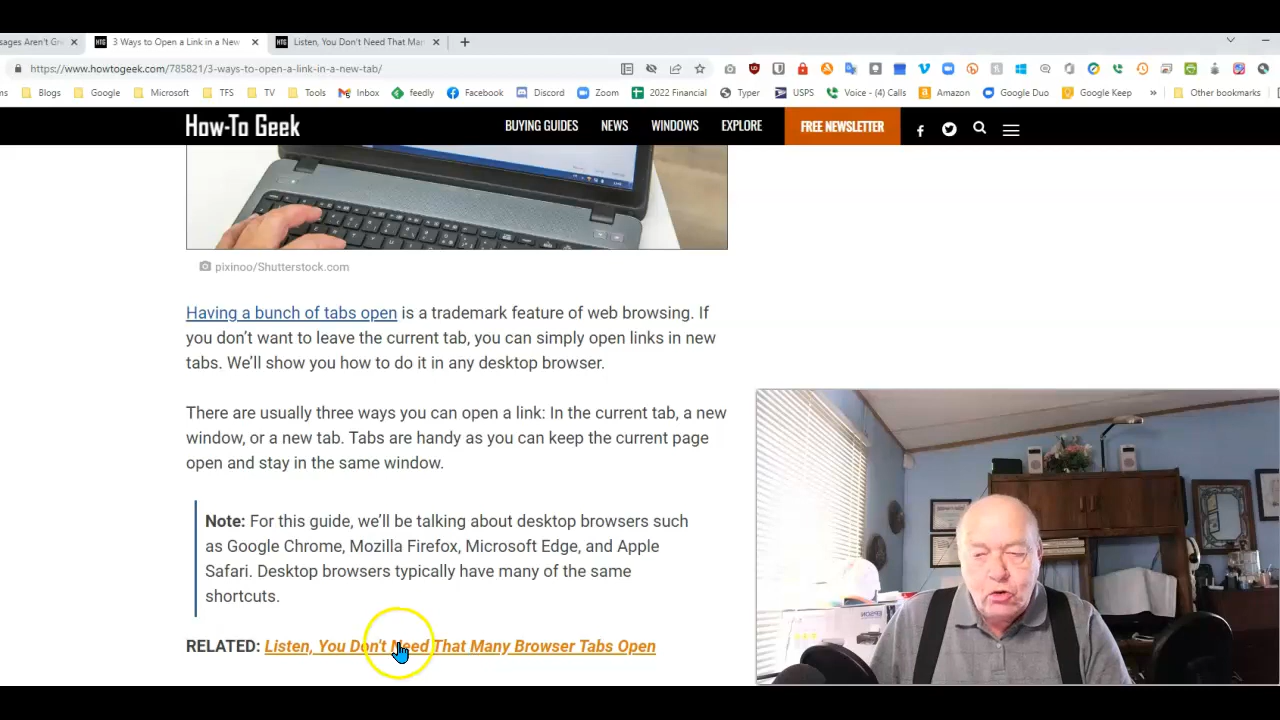 sages Aren't Gr
3 Ways to Open a Link in a New
Listen, You Don't Need That Man
https://www.howtogeek.com/785821/3-ways-to-open-a-link-in-a-new-tab/
ms Blogs Google Microsoft TFS TV Tools Inbox feedly Facebook Discord Zoom 2022 Financial Typer USPS Voice - (4) Calls Amazon Google Duo Google Keep » Other bookmarks
HTG
How-To Geek
BUYING GUIDES NEWS WINDOWS EXPLORE FREE NEWSLETTER
pixinoo/Shutterstock.com
Having a bunch of tabs open is a trademark feature of web browsing. If
you don't want to leave the current tab, you can simply open links in new
tabs. We'll show you how to do it in any desktop browser.
There are usually three ways you can open a link: In the current tab, a new
window, or a new tab. Tabs are handy as you can keep the current page
open and stay in the same window.
Note: For this guide, we'll be talking about desktop browsers such
as Google Chrome, Mozilla Firefox, Microsoft Edge, and Apple
Safari. Desktop browsers typically have many of the same
shortcuts.
RELATED: Listen, You Don't Need That Many Browser Tabs Open
EPSON